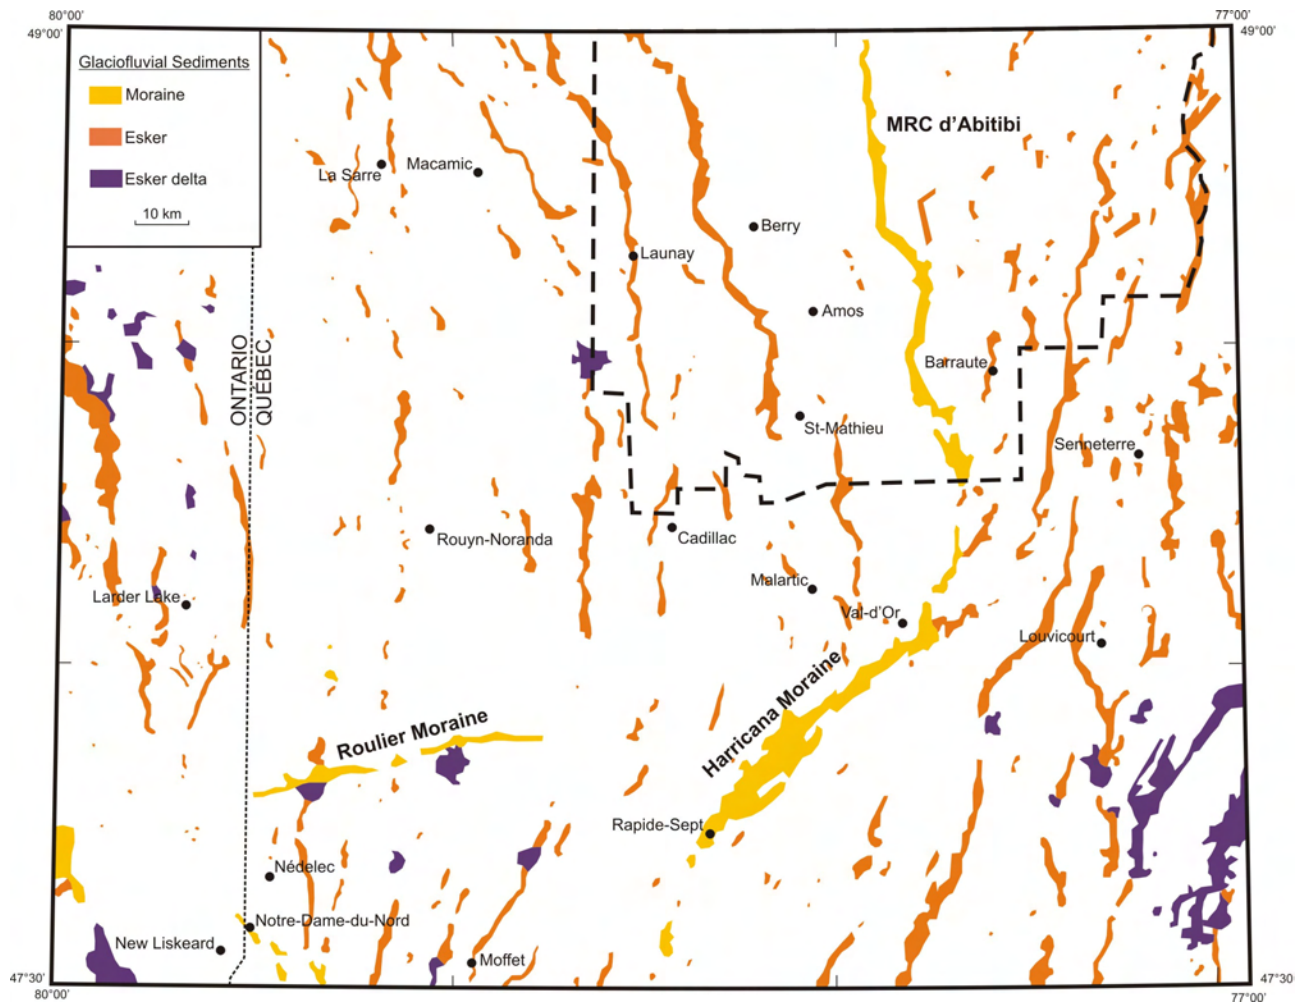 80°00'
77°00'
49°00'
49°00'
Glaciofluvial Sediments
Moraine
Esker
Esker delta
10 km
MRC d'Abitibi
La Sarre
Macamic
Berry
Launay
Amos
ONTARIO
QUEBEC
Barraute
St-Mathieu
Senneterre
Rouyn-Noranda
Cadillac
Larder Lake
Malartic
Val-d'Or
Louvicourt
Roulier Moraine
Harricana Moraine
Rapide-Sept
Nédelec
Notre-Dame-du-Nord
New Liskeard
Moffet
47°30'
47°30
80°00'
77°00'